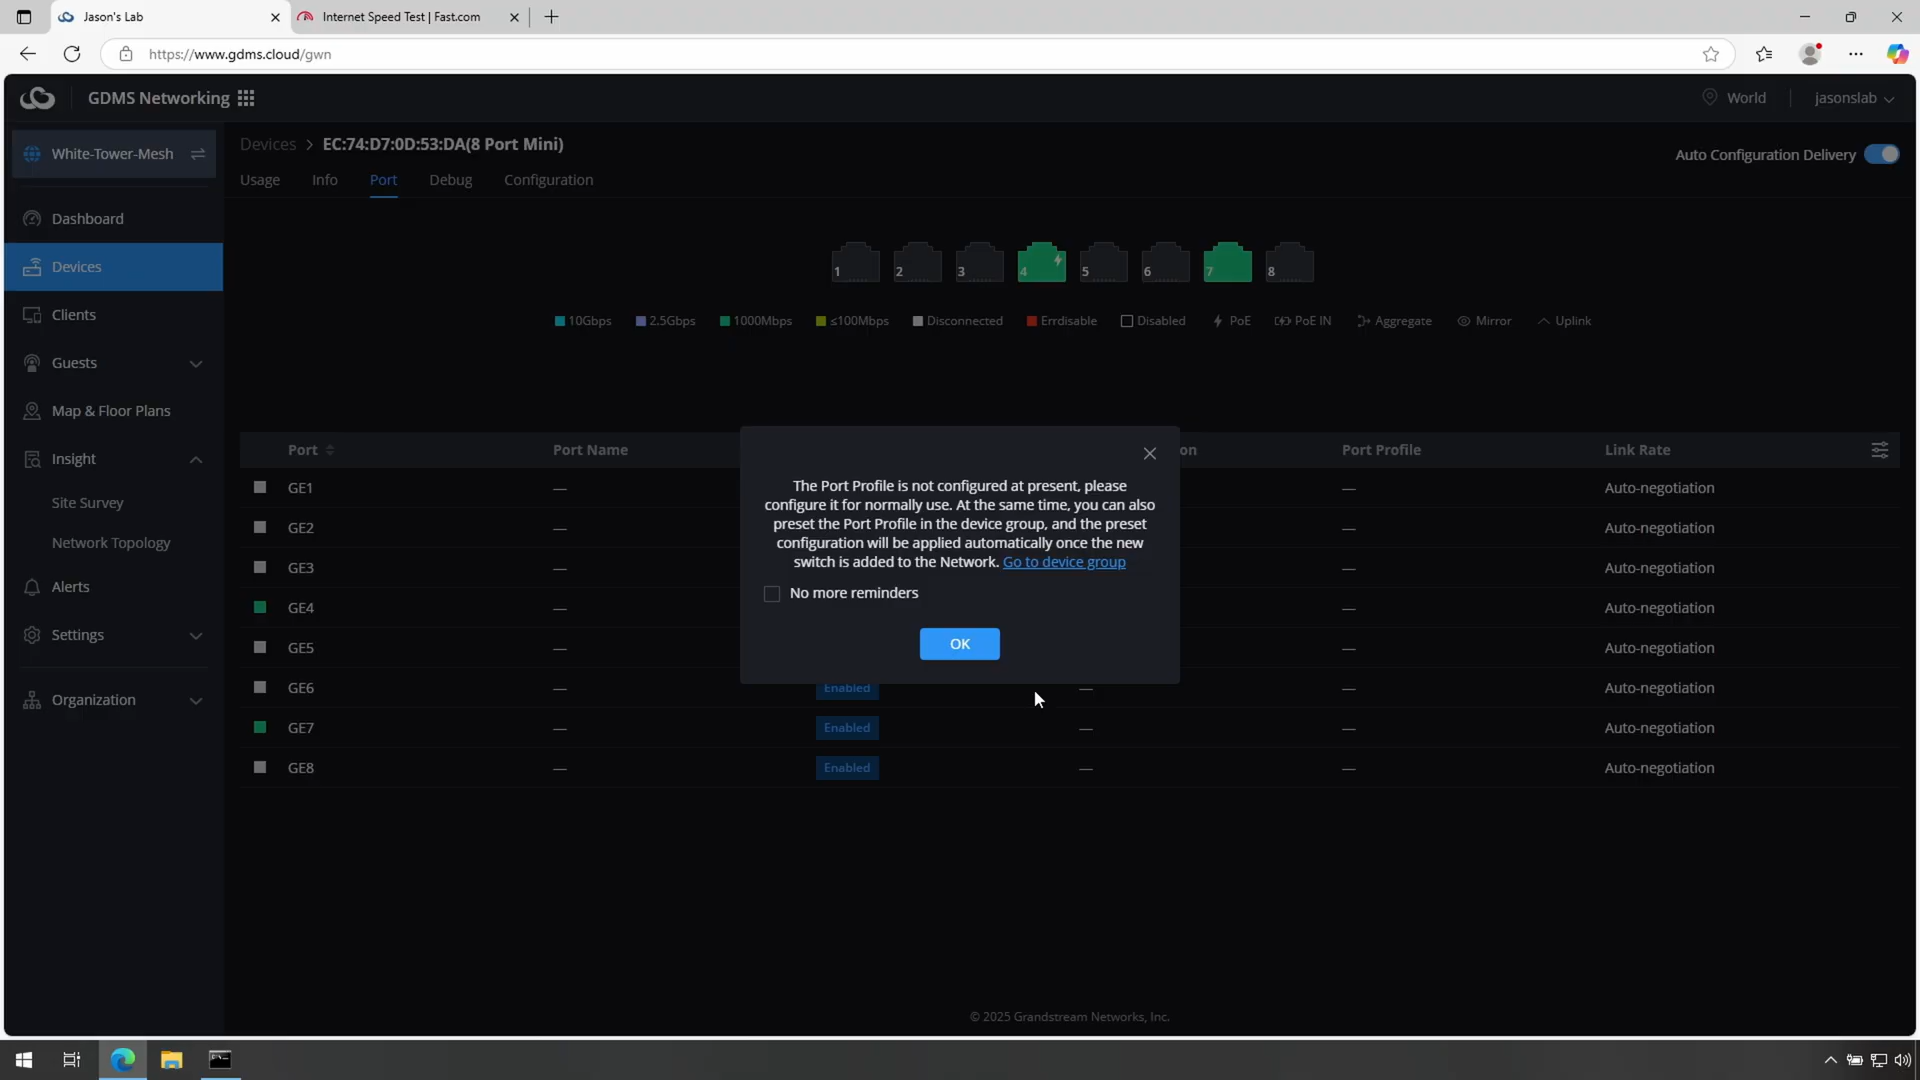 Jason's Lab
Internet Speed Test | Fast.com
https://www.gdms.cloud/gwn
GDMS Networking
World
jasonslab
White-Tower-Mesh
Devices > EC:74:D7:0D:53:DA(8 Port Mini)
Auto Configuration Delivery
Usage Info Port Debug Configuration
Dashboard
Devices
Clients
Guests
Map & Floor Plans
Insight
Site Survey
Network Topology
Alerts
Settings
Organization
1 2 3 4 5 6 7 8
10Gbps 2.5Gbps 1000Mbps ≤100Mbps Disconnected Errdisable Disabled PoE PoE IN Aggregate Mirror Uplink
Port Port Name on Port Profile Link Rate
GE1 — — Auto-negotiation
GE2 — — Auto-negotiation
GE3 — — Auto-negotiation
GE4 — — Auto-negotiation
GE5 — — Auto-negotiation
GE6 — Enabled — — Auto-negotiation
GE7 — Enabled — — Auto-negotiation
GE8 — Enabled — — Auto-negotiation
The Port Profile is not configured at present, please
configure it for normally use. At the same time, you can also
preset the Port Profile in the device group, and the preset
configuration will be applied automatically once the new
switch is added to the Network. Go to device group
No more reminders
OK
© 2025 Grandstream Networks, Inc.